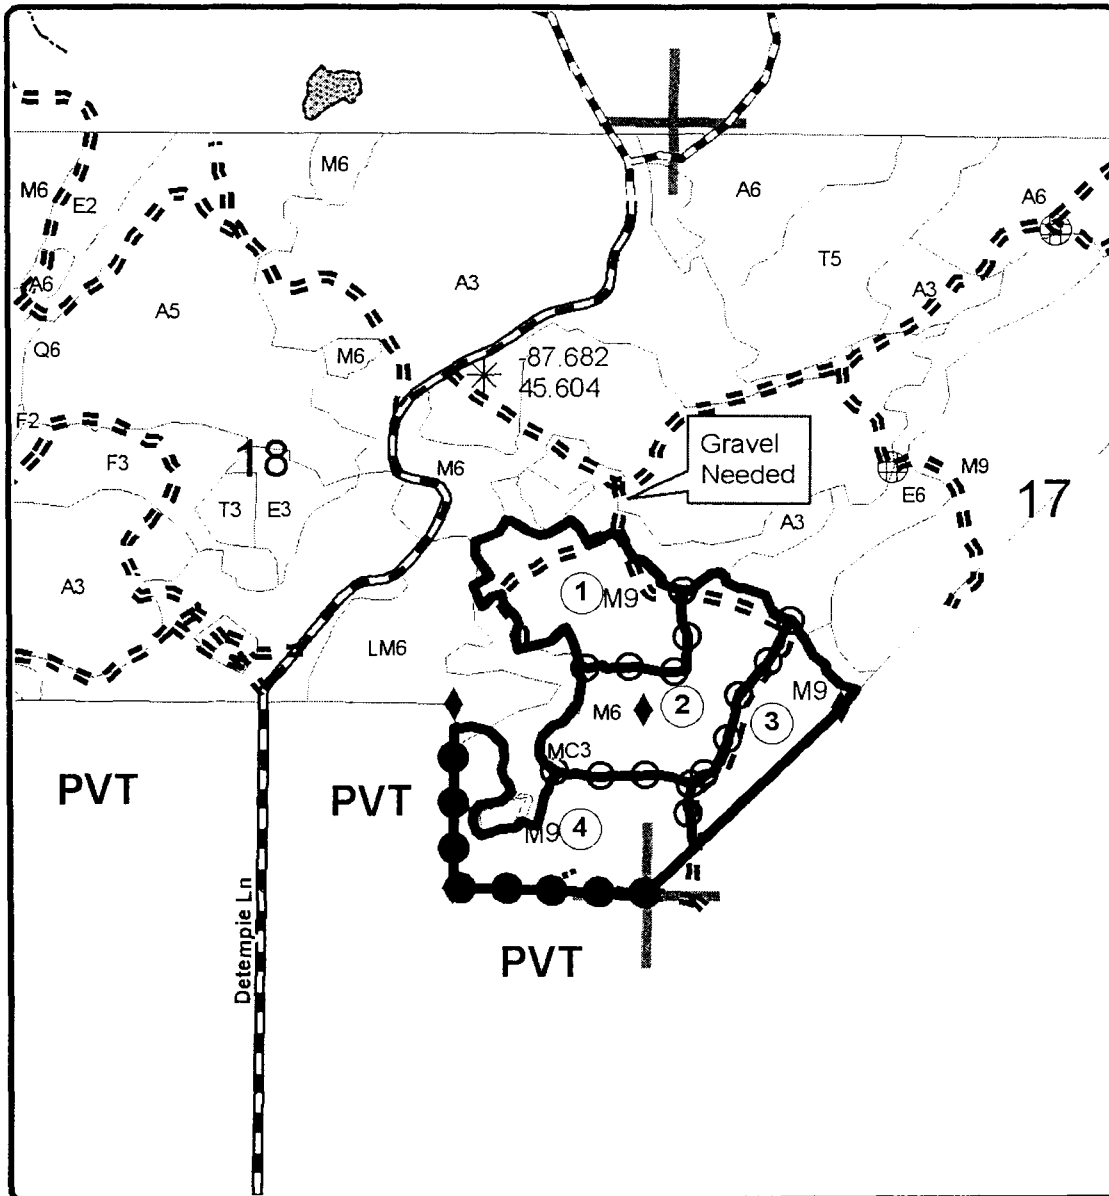 M6
A6
M6
E2
A6
T5
A6
A3
A3
A5
Q6
M6
-87.682
45.604
F2
F3
18
M6
Gravel
Needed
M9
E6
17
T3
E3
A3
A3
1
M9
LM6
M9
M6
2
3
MC3
PVT
PVT
M9
4
Detempie Ln
PVT